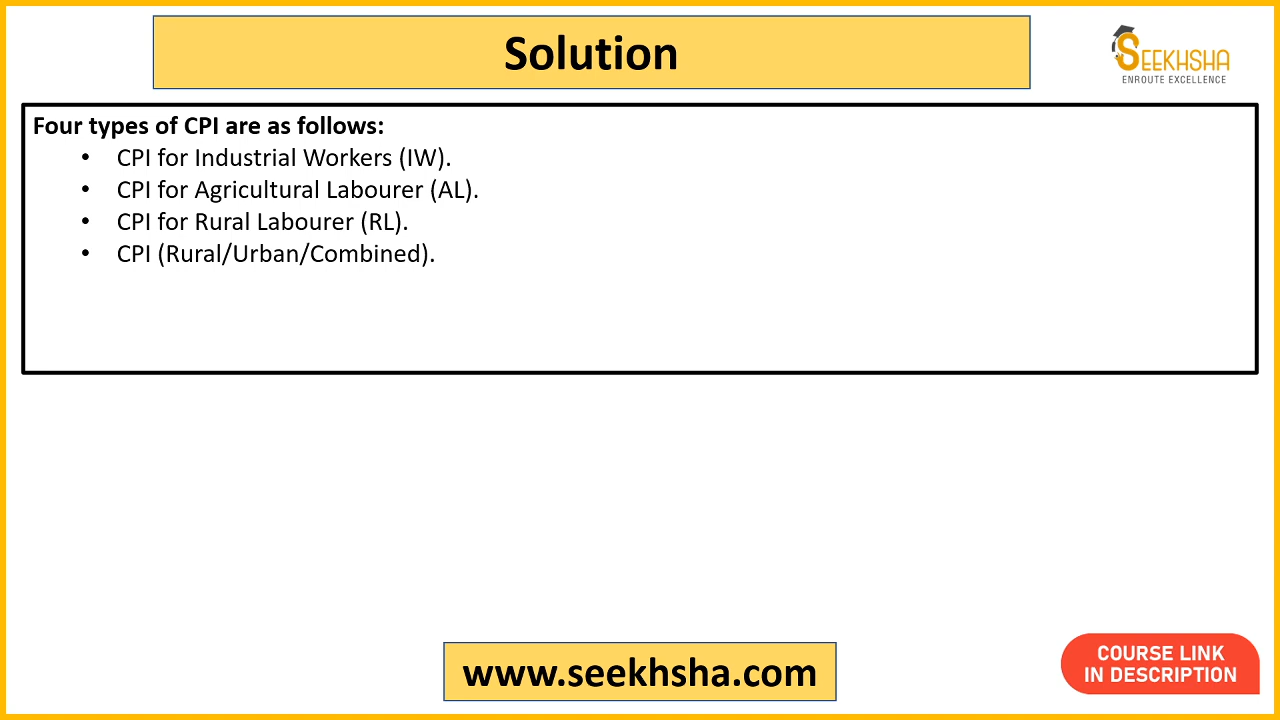 Solution
SEEKHSHA
ENROUTE EXCELLENCE
Four types of CPI are as follows:
• CPI for Industrial Workers (IW).
• CPI for Agricultural Labourer (AL).
• CPI for Rural Labourer (RL).
• CPI (Rural/Urban/Combined).
www.seekhsha.com
COURSE LINK
IN DESCRIPTION